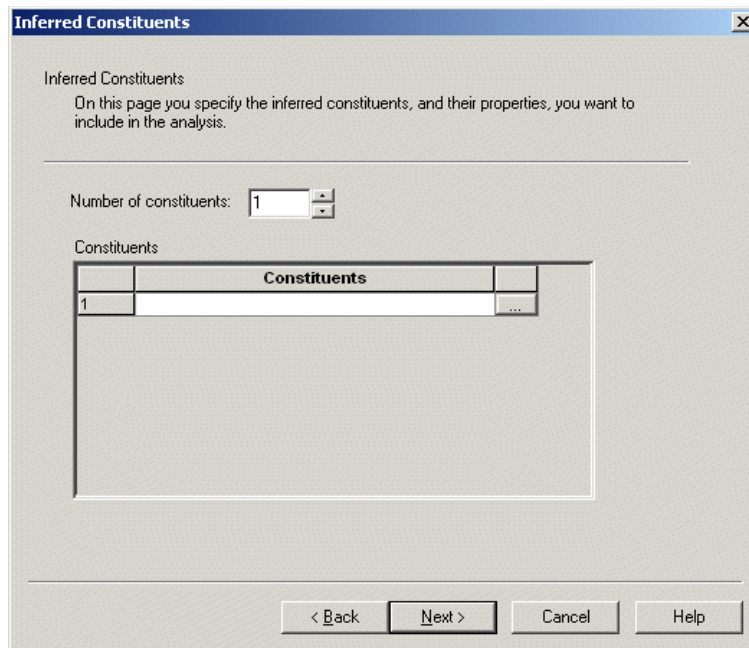 Inferred Constituents
Inferred Constituents
On this page you specify the inferred constituents, and their properties, you want to
include in the analysis.
Number of constituents: 1
Constituents
Constituents
1 ...
< Back Next > Cancel Help